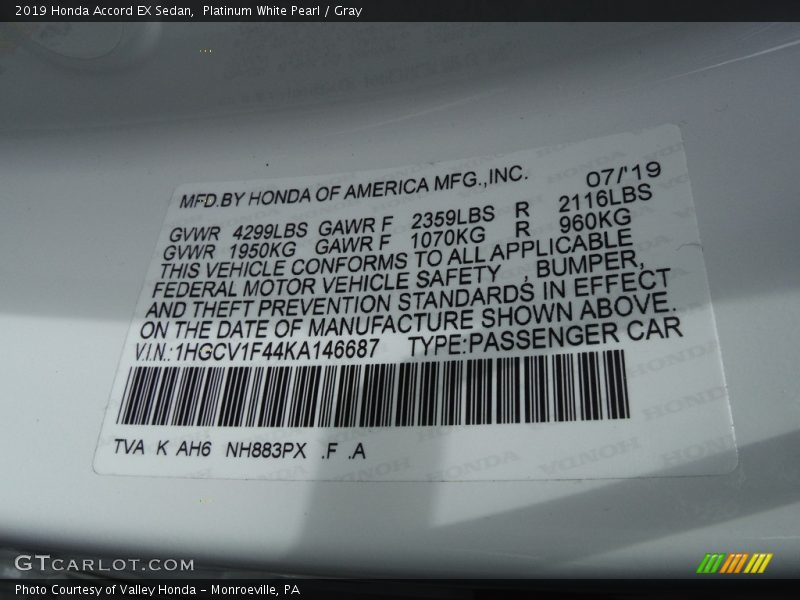 2019 Honda Accord EX Sedan,  Platinum White Pearl / Gray
MFD.BY HONDA OF AMERICA MFG.,INC. 07/'19
GVWR 4299LBS GAWR F 2359LBS R 2116LBS
GVWR 1950KG GAWR F 1070KG R 960KG
THIS VEHICLE CONFORMS TO ALL APPLICABLE
FEDERAL MOTOR VEHICLE SAFETY , BUMPER,
AND THEFT PREVENTION STANDARDS IN EFFECT
ON THE DATE OF MANUFACTURE SHOWN ABOVE.
V.I.N.: 1HGCV1F44KA146687 TYPE:PASSENGER CAR
TVA K AH6 NH883PX .F .A
GTCARLOT.COM
Photo Courtesy of Valley Honda - Monroeville, PA